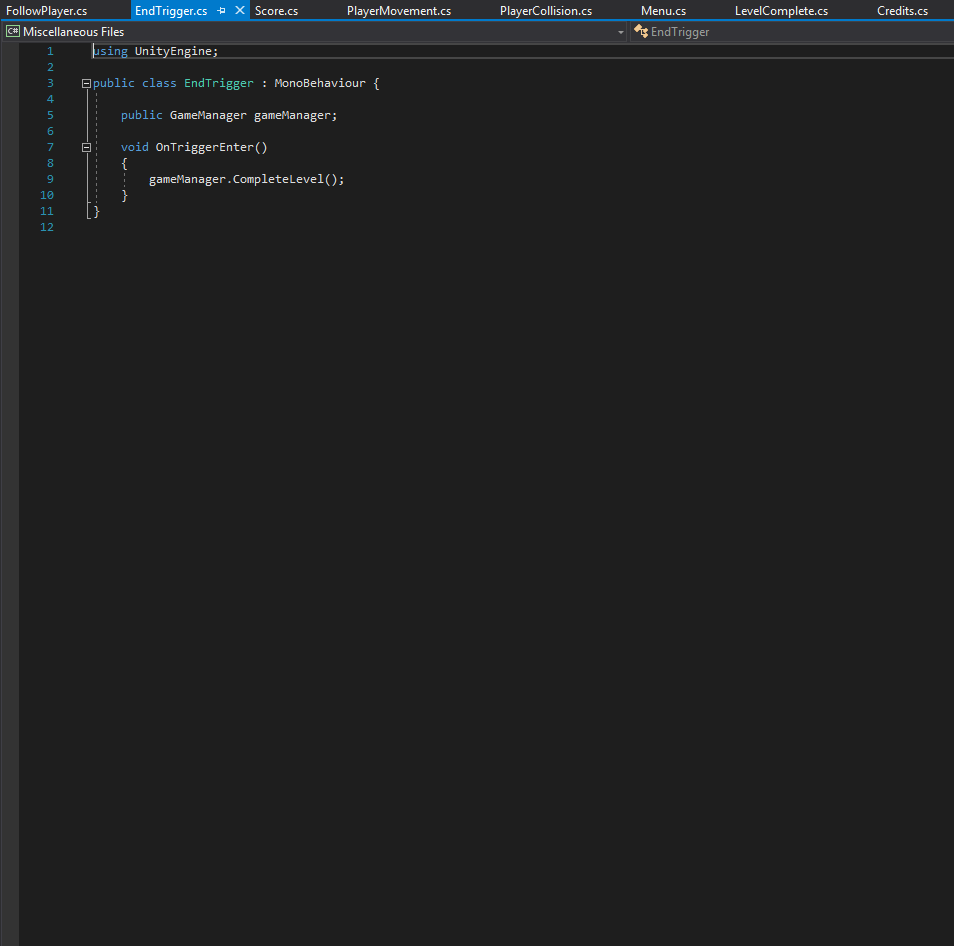 FollowPlayer.cs EndTrigger.cs Score.cs PlayerMovement.cs PlayerCollision.cs Menu.cs LevelComplete.cs Credits.cs
C# Miscellaneous Files EndTrigger
1 using UnityEngine;
2
3 public class EndTrigger : MonoBehaviour {
4
5 public GameManager gameManager;
6
7 void OnTriggerEnter()
8 {
9 gameManager.CompleteLevel();
10 }
11 }
12